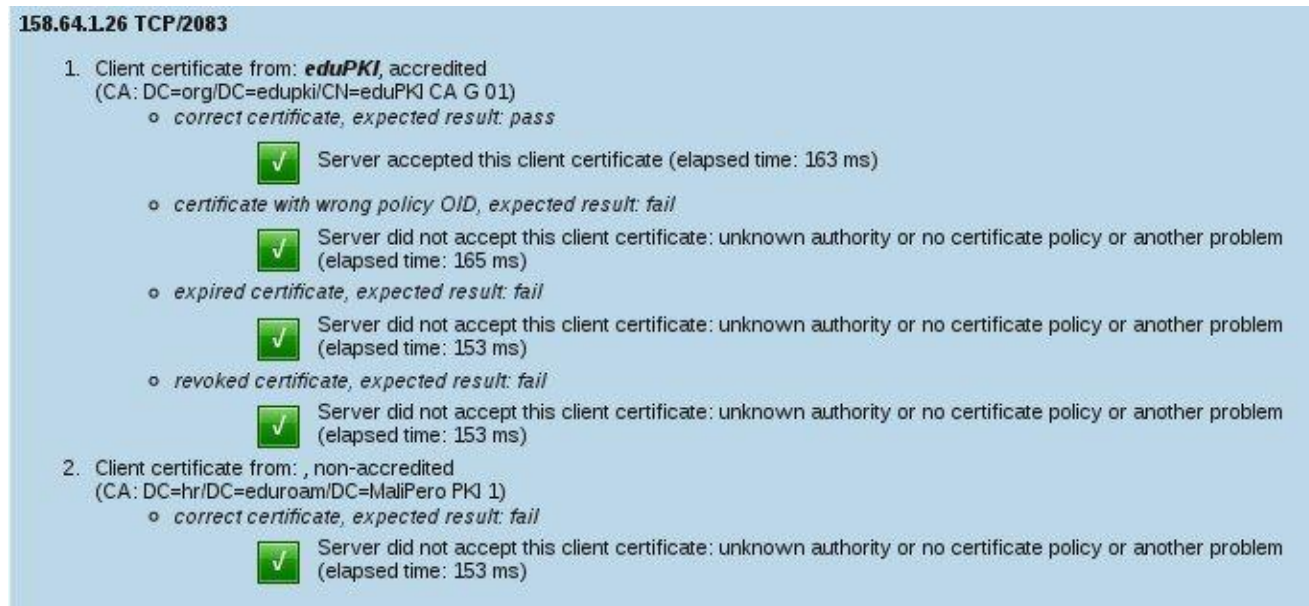 158.64.1.26 TCP/2083
1. Client certificate from: eduPKI, accredited
(CA: DC=org/DC=edupki/CN=eduPKI CA G 01)
correct certificate, expected result: pass
√ Server accepted this client certificate (elapsed time: 163 ms)
certificate with wrong policy OID, expected result: fail
√ Server did not accept this client certificate: unknown authority or no certificate policy or another problem
(elapsed time: 165 ms)
expired certificate, expected result: fail
√ Server did not accept this client certificate: unknown authority or no certificate policy or another problem
(elapsed time: 153 ms)
revoked certificate, expected result: fail
√ Server did not accept this client certificate: unknown authority or no certificate policy or another problem
(elapsed time: 153 ms)
2. Client certificate from: , non-accredited
(CA: DC=hr/DC=eduroam/DC=MaliPero PKI 1)
correct certificate, expected result: fail
√ Server did not accept this client certificate: unknown authority or no certificate policy or another problem
(elapsed time: 153 ms)